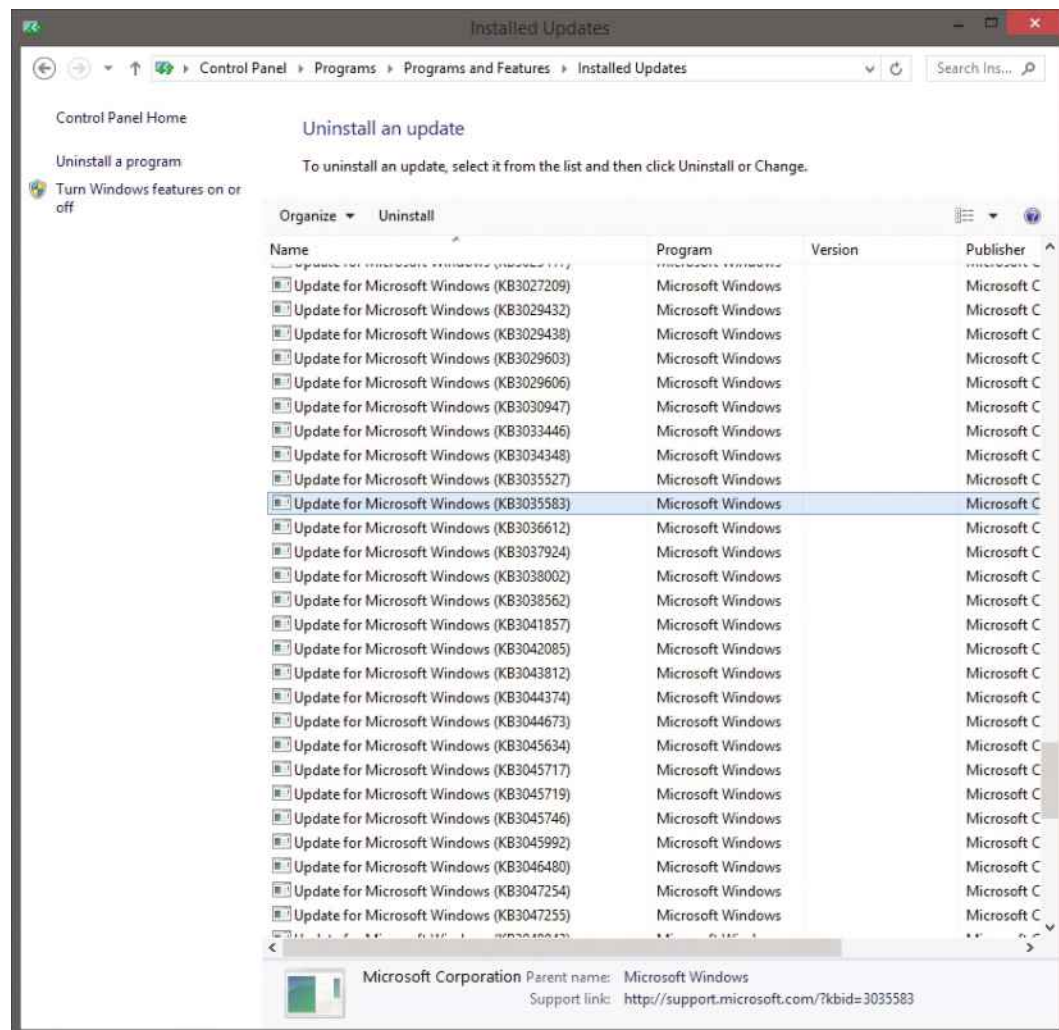 Installed Updates
Control Panel Programs Programs and Features Installed Updates Search Ins...
Control Panel Home
Uninstall a program
Turn Windows features on or
off
Uninstall an update
To uninstall an update, select it from the list and then click Uninstall or Change.
Organize Uninstall
Name Program Version Publisher
Update for Microsoft Windows (KB3027209) Microsoft Windows Microsoft C
Update for Microsoft Windows (KB3029432) Microsoft Windows Microsoft C
Update for Microsoft Windows (KB3029438) Microsoft Windows Microsoft C
Update for Microsoft Windows (KB3029603) Microsoft Windows Microsoft C
Update for Microsoft Windows (KB3029606) Microsoft Windows Microsoft C
Update for Microsoft Windows (KB3030947) Microsoft Windows Microsoft C
Update for Microsoft Windows (KB3033446) Microsoft Windows Microsoft C
Update for Microsoft Windows (KB3034348) Microsoft Windows Microsoft C
Update for Microsoft Windows (KB3035527) Microsoft Windows Microsoft C
Update for Microsoft Windows (KB3035583) Microsoft Windows Microsoft C
Update for Microsoft Windows (KB3036612) Microsoft Windows Microsoft C
Update for Microsoft Windows (KB3037924) Microsoft Windows Microsoft C
Update for Microsoft Windows (KB3038002) Microsoft Windows Microsoft C
Update for Microsoft Windows (KB3038562) Microsoft Windows Microsoft C
Update for Microsoft Windows (KB3041857) Microsoft Windows Microsoft C
Update for Microsoft Windows (KB3042085) Microsoft Windows Microsoft C
Update for Microsoft Windows (KB3043812) Microsoft Windows Microsoft C
Update for Microsoft Windows (KB3044374) Microsoft Windows Microsoft C
Update for Microsoft Windows (KB3044673) Microsoft Windows Microsoft C
Update for Microsoft Windows (KB3045634) Microsoft Windows Microsoft C
Update for Microsoft Windows (KB3045717) Microsoft Windows Microsoft C
Update for Microsoft Windows (KB3045719) Microsoft Windows Microsoft C
Update for Microsoft Windows (KB3045746) Microsoft Windows Microsoft C
Update for Microsoft Windows (KB3045992) Microsoft Windows Microsoft C
Update for Microsoft Windows (KB3046480) Microsoft Windows Microsoft C
Update for Microsoft Windows (KB3047254) Microsoft Windows Microsoft C
Update for Microsoft Windows (KB3047255) Microsoft Windows Microsoft C
Microsoft Corporation Parent name: Microsoft Windows
Support link: http://support.microsoft.com/?kbid=3035583